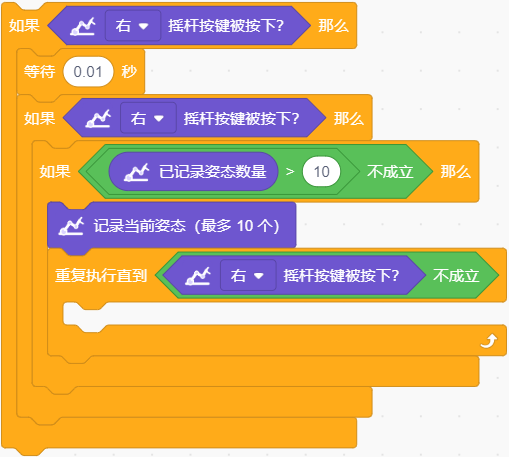 如果 右 摇杆按键被按下? 那么
等待 0.01 秒
如果 右 摇杆按键被按下? 那么
如果 已记录姿态数量 > 10 不成立 那么
记录当前姿态（最多 10 个）
重复执行直到 右 摇杆按键被按下? 不成立